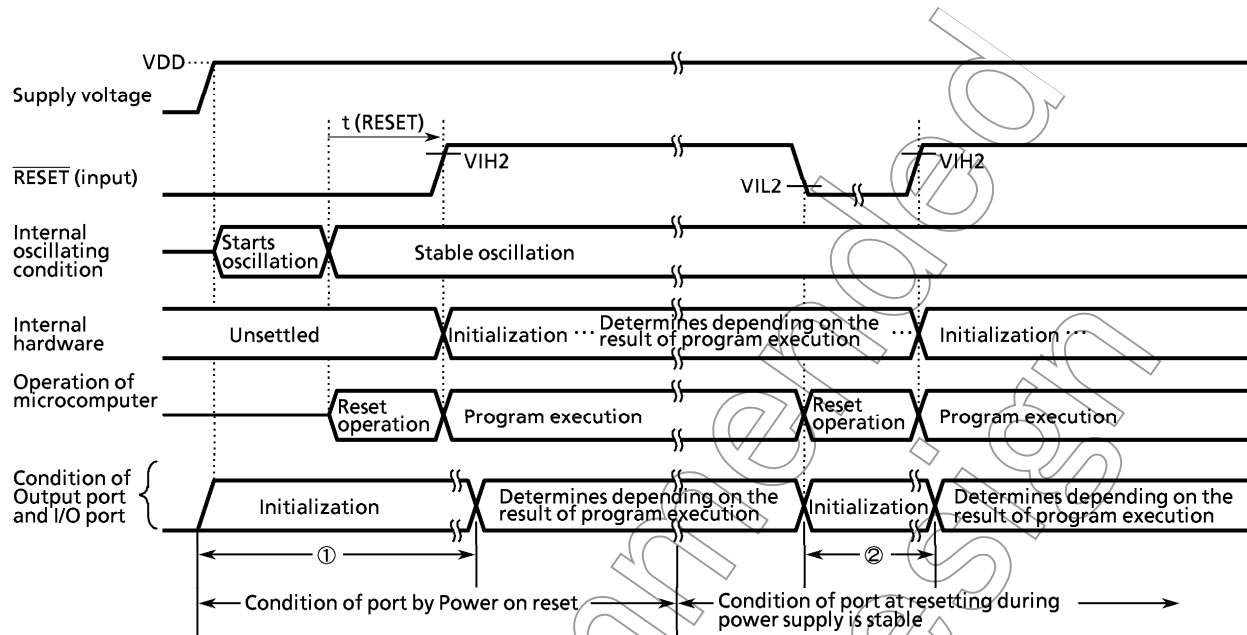 VDD
Supply voltage
t (RESET)
VIH2
RESET (input)
VIL2
VIH2
Internal
oscillating
condition
Starts
oscillation
Stable oscillation
Internal
hardware
Unsettled
Initialization ···
Determines depending on the
result of program execution
···
Initialization ···
Operation of
microcomputer
Reset
operation
Program execution
Reset
operation
Program execution
Condition of
Output port
and I/O port
Initialization
Determines depending on the
result of program execution
Initialization
Determines depending on the
result of program execution
①
②
Condition of port by Power on reset
Condition of port at resetting during
power supply is stable